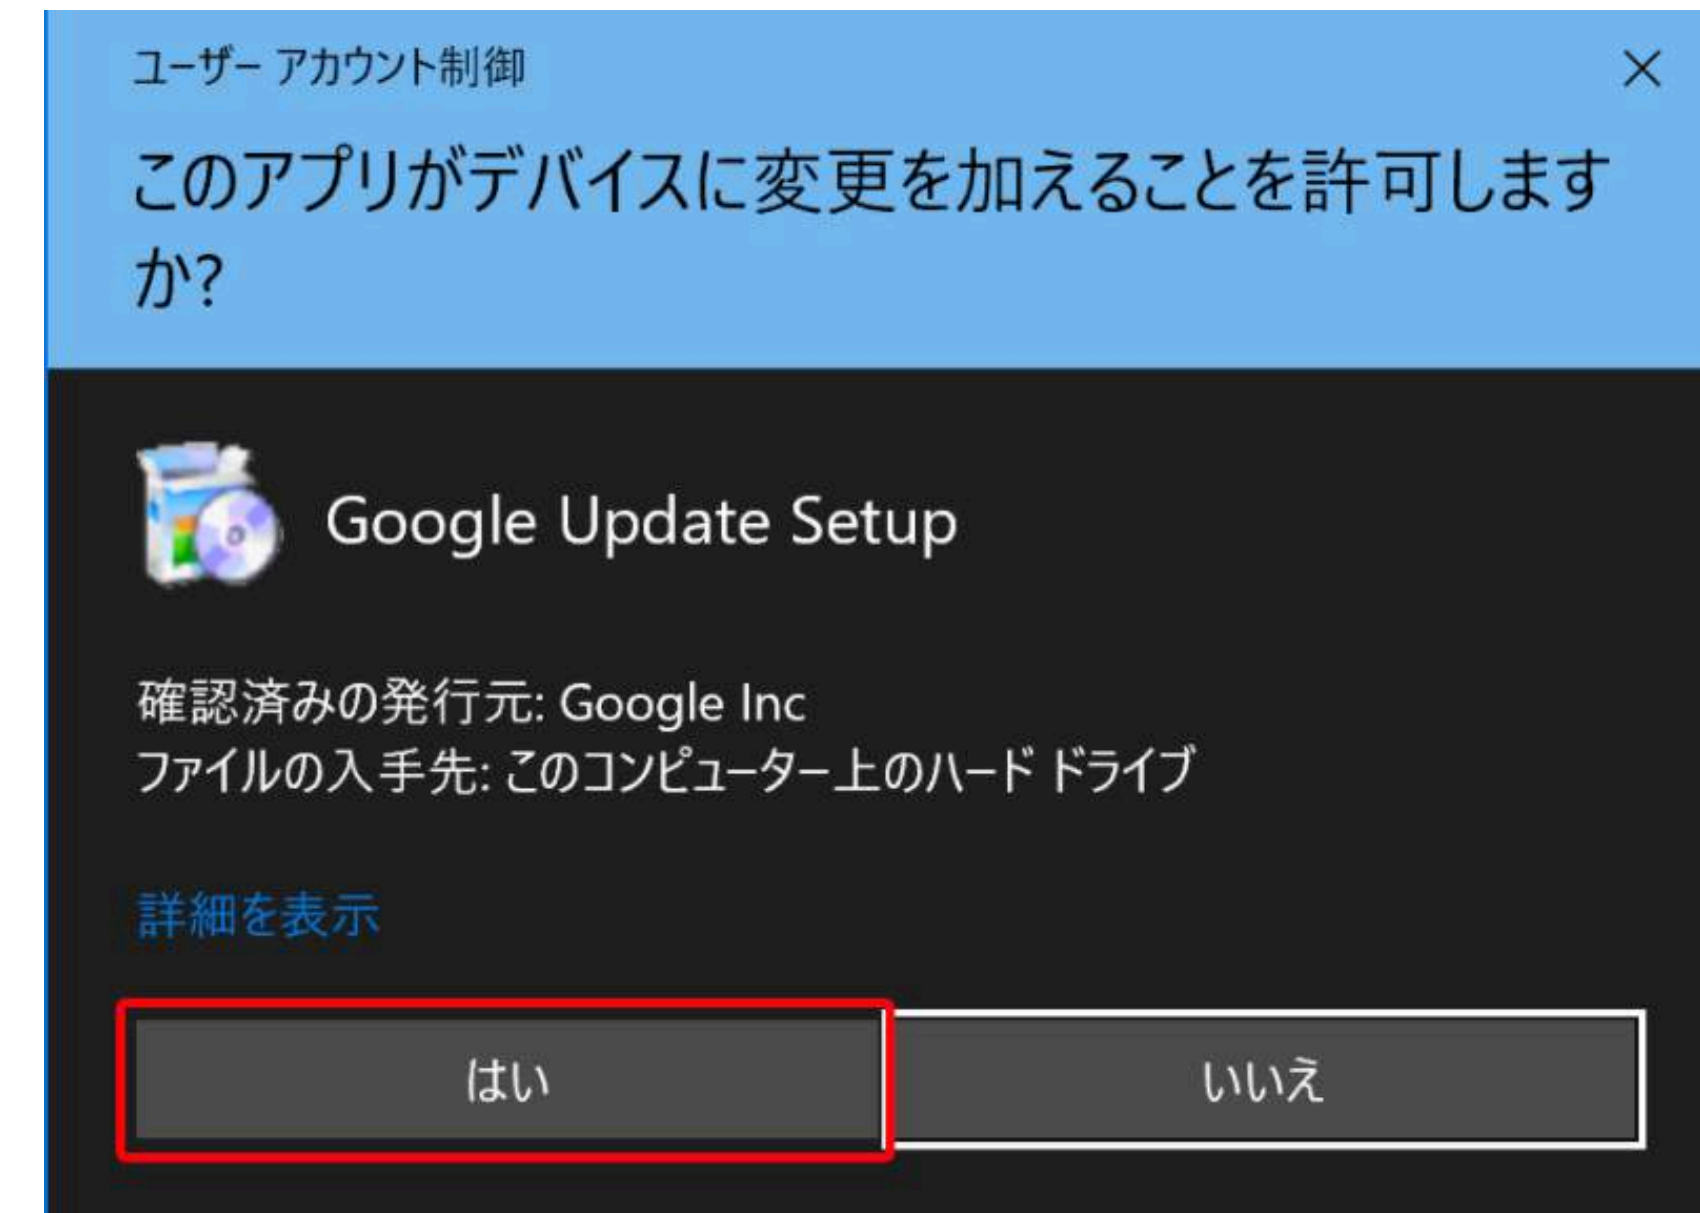 ユーザー アカウント制御
このアプリがデバイスに変更を加えることを許可します
か?
Google Update Setup
確認済みの発行元: Google Inc
ファイルの入手先: このコンピューター上のハード ドライブ
詳細を表示
はい
いいえ